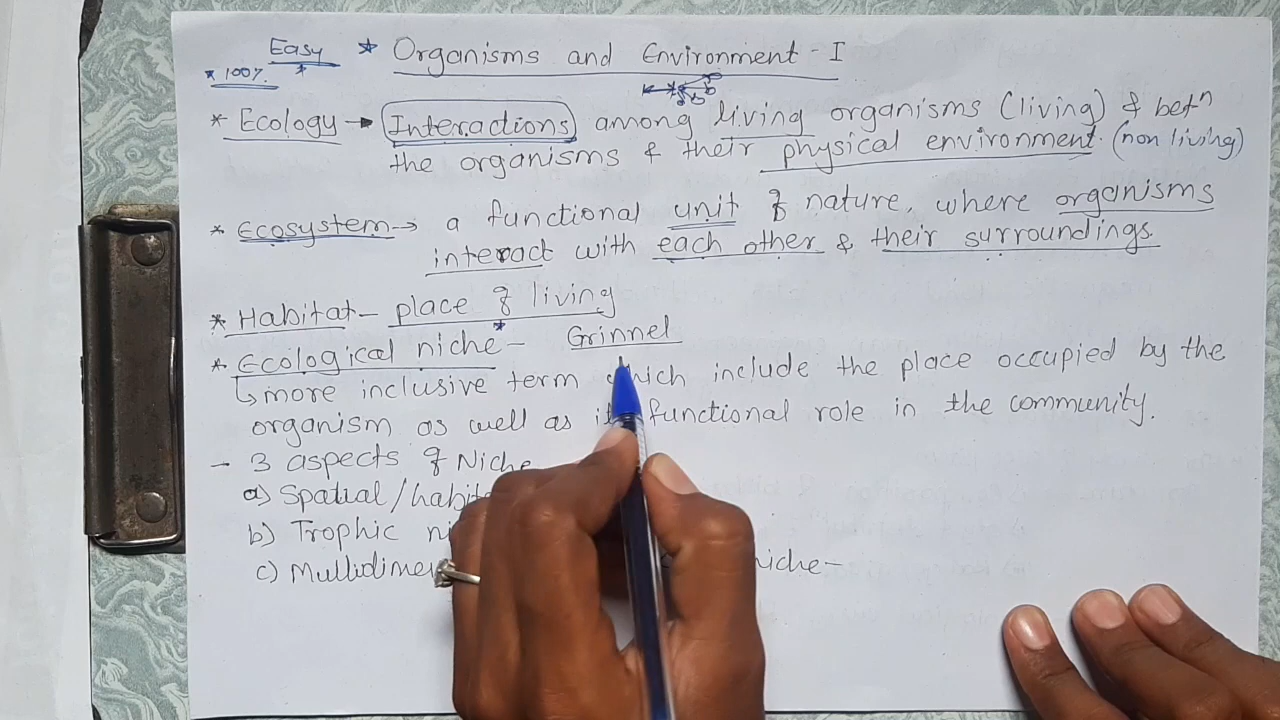 Easy * Organisms and Environment - I
* 100%.
* Ecology → Interactions among living organisms (living) & betⁿ
the organisms & their physical environment. (non living)
* Ecosystem → a functional unit of nature, where organisms
interact with each other & their surroundings.
* Habitat - place of living
* Ecological niche* - Grinnel
↳ more inclusive term which include the place occupied by the
organism as well as functional role in the community.
- 3 aspects of Niche
a) Spatial /
b) Trophic
c) niche -